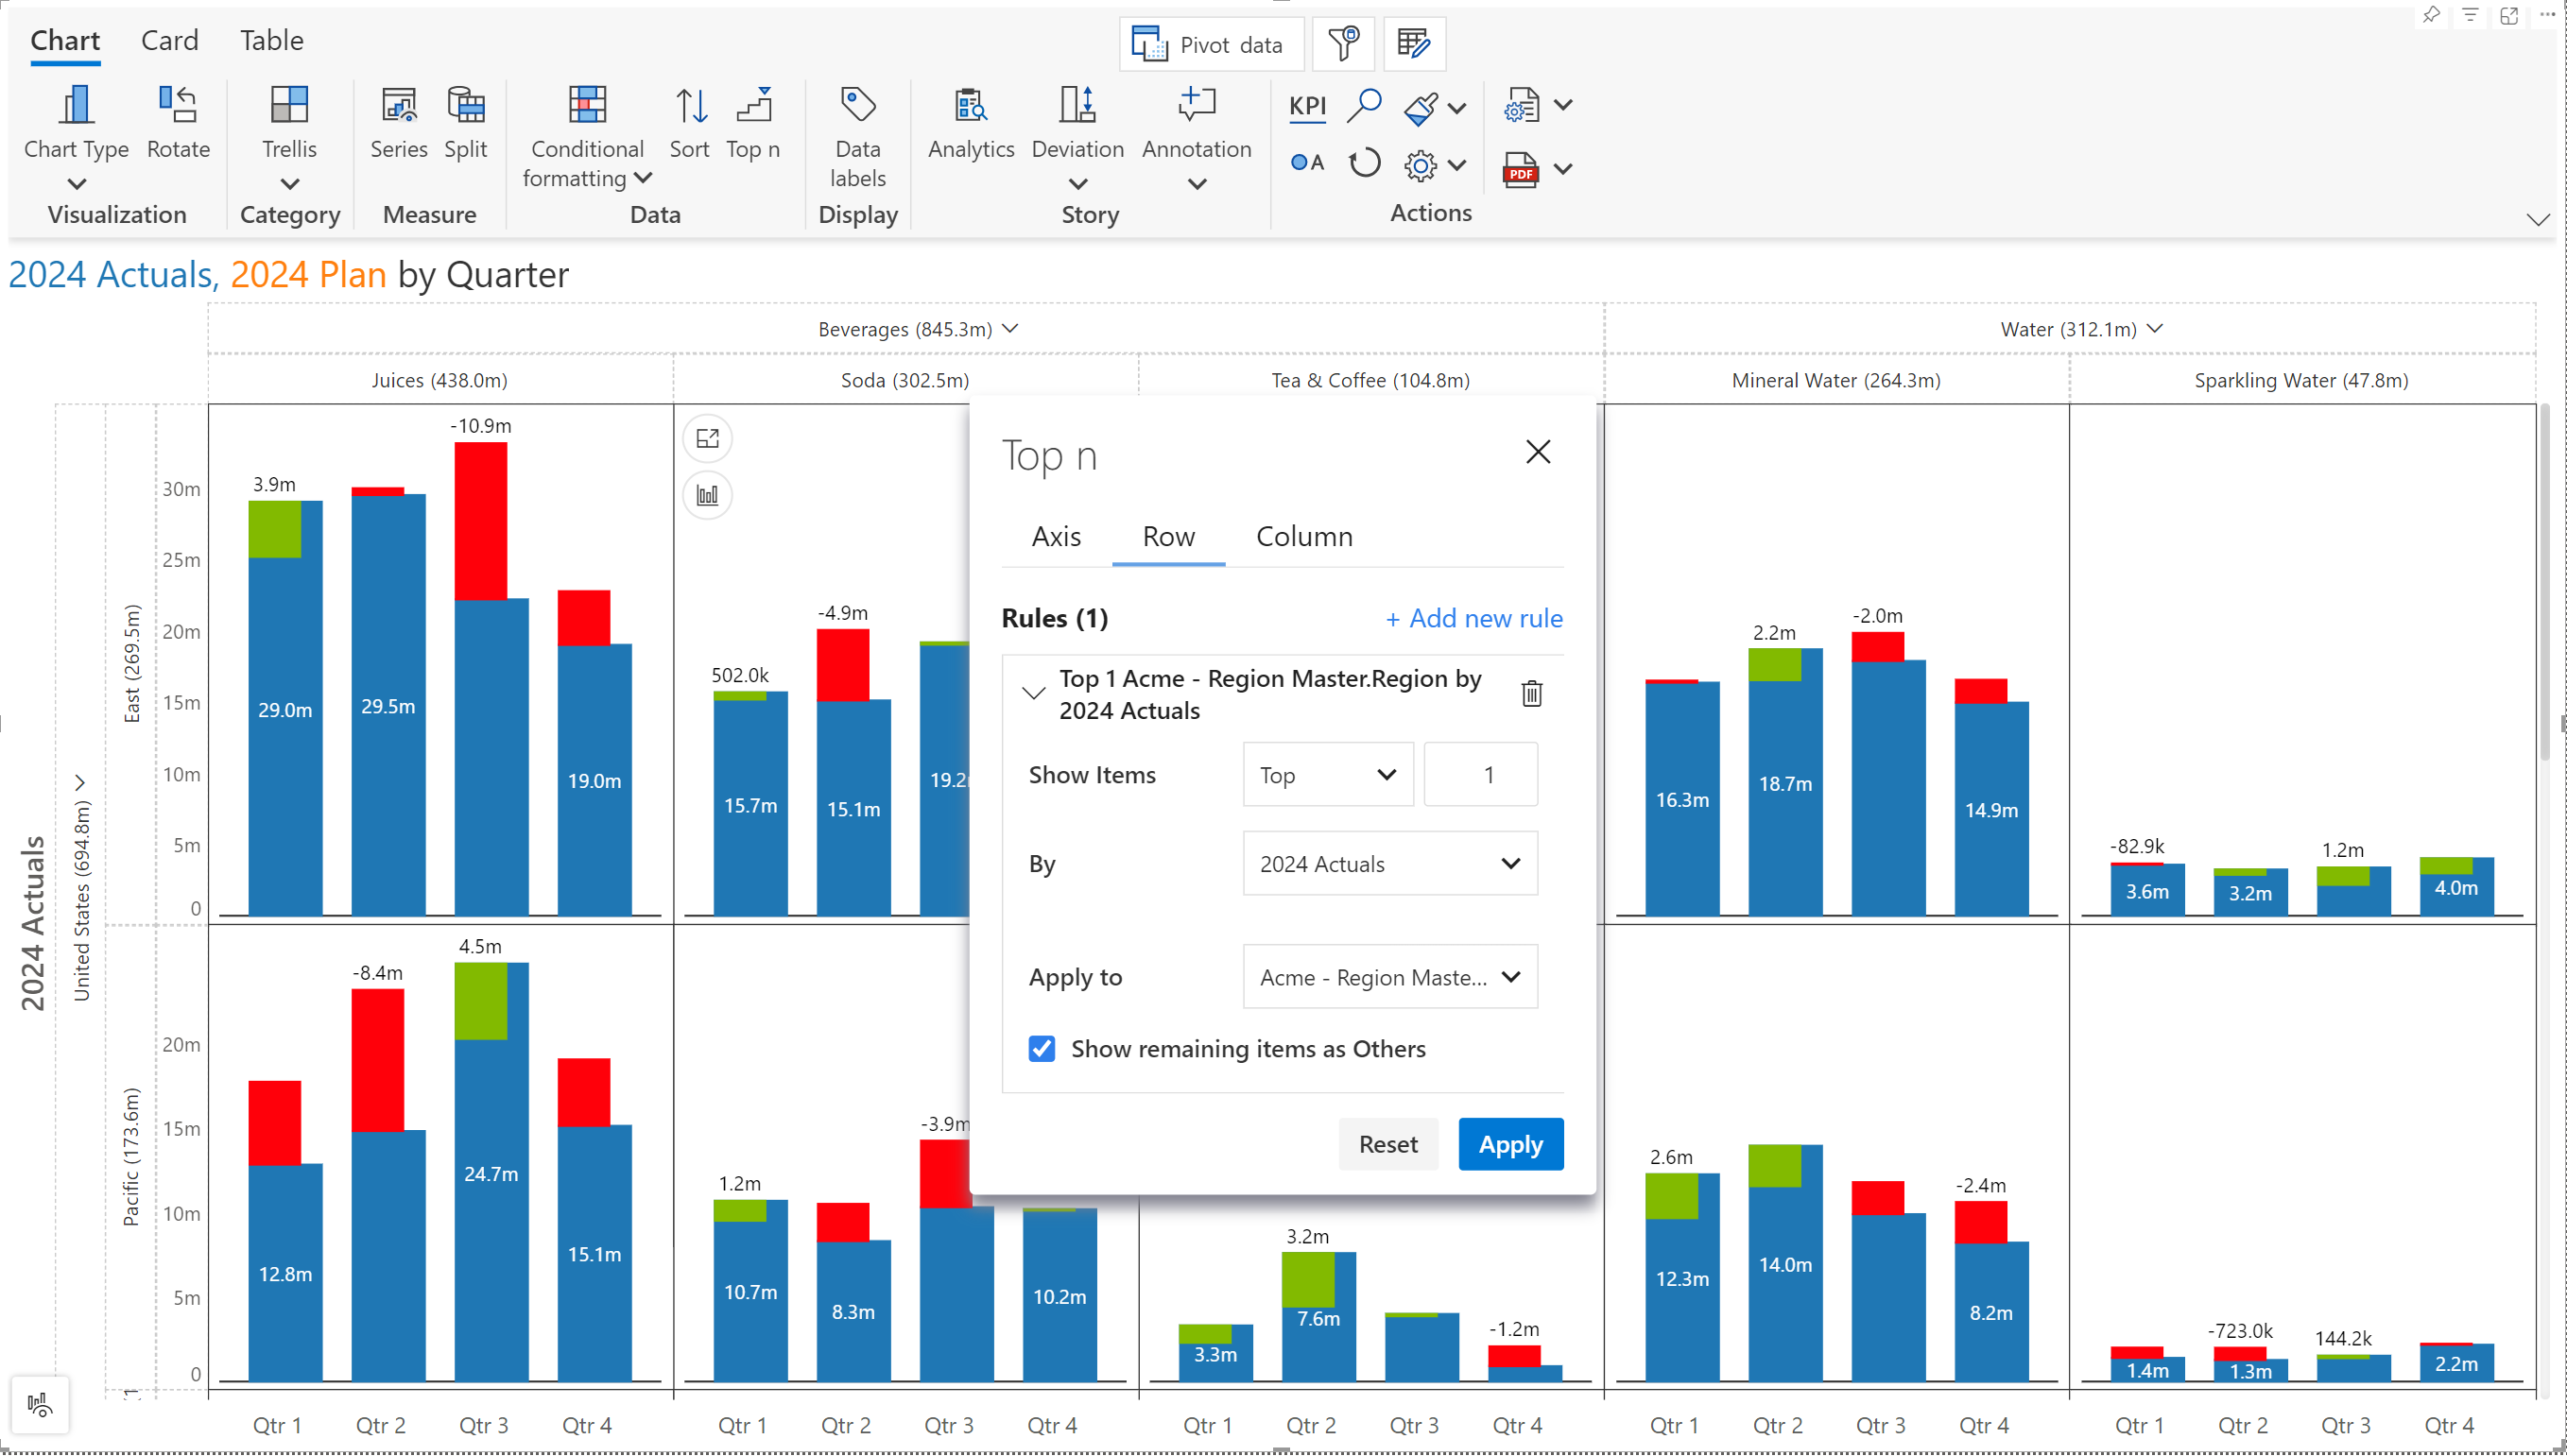 Chart Card Table
Pivot data
Chart Type Rotate
Trellis
Series Split
Conditional
formatting
Sort Top n
Data
labels
Analytics Deviation Annotation
KPI
A
PDF
Visualization Category Measure Data Display Story Actions
2024 Actuals, 2024 Plan by Quarter
Beverages (845.3m) Water (312.1m)
Juices (438.0m) Soda (302.5m) Tea & Coffee (104.8m) Mineral Water (264.3m) Sparkling Water (47.8m)
2024 Actuals
United States (694.8m)
East (269.5m)
30m
25m
20m
15m
10m
5m
0
3.9m
-10.9m
29.0m
29.5m
19.0m
502.0k
-4.9m
15.7m
15.1m
19.2
Top n
Axis Row Column
Rules (1) + Add new rule
Top 1 Acme - Region Master.Region by
2024 Actuals
Show Items Top 1
By 2024 Actuals
Apply to Acme - Region Maste...
Show remaining items as Others
Reset Apply
2.2m
-2.0m
16.3m
18.7m
14.9m
-82.9k
1.2m
3.6m
3.2m
4.0m
Pacific (173.6m)
20m
15m
10m
5m
0
-8.4m
4.5m
12.8m
24.7m
15.1m
1.2m
-3.9m
10.7m
8.3m
10.2m
3.2m
-1.2m
3.3m
7.6m
2.6m
-2.4m
12.3m
14.0m
8.2m
-723.0k
144.2k
1.4m
1.3m
2.2m
Qtr 1 Qtr 2 Qtr 3 Qtr 4 Qtr 1 Qtr 2 Qtr 3 Qtr 4 Qtr 1 Qtr 2 Qtr 3 Qtr 4 Qtr 1 Qtr 2 Qtr 3 Qtr 4 Qtr 1 Qtr 2 Qtr 3 Qtr 4